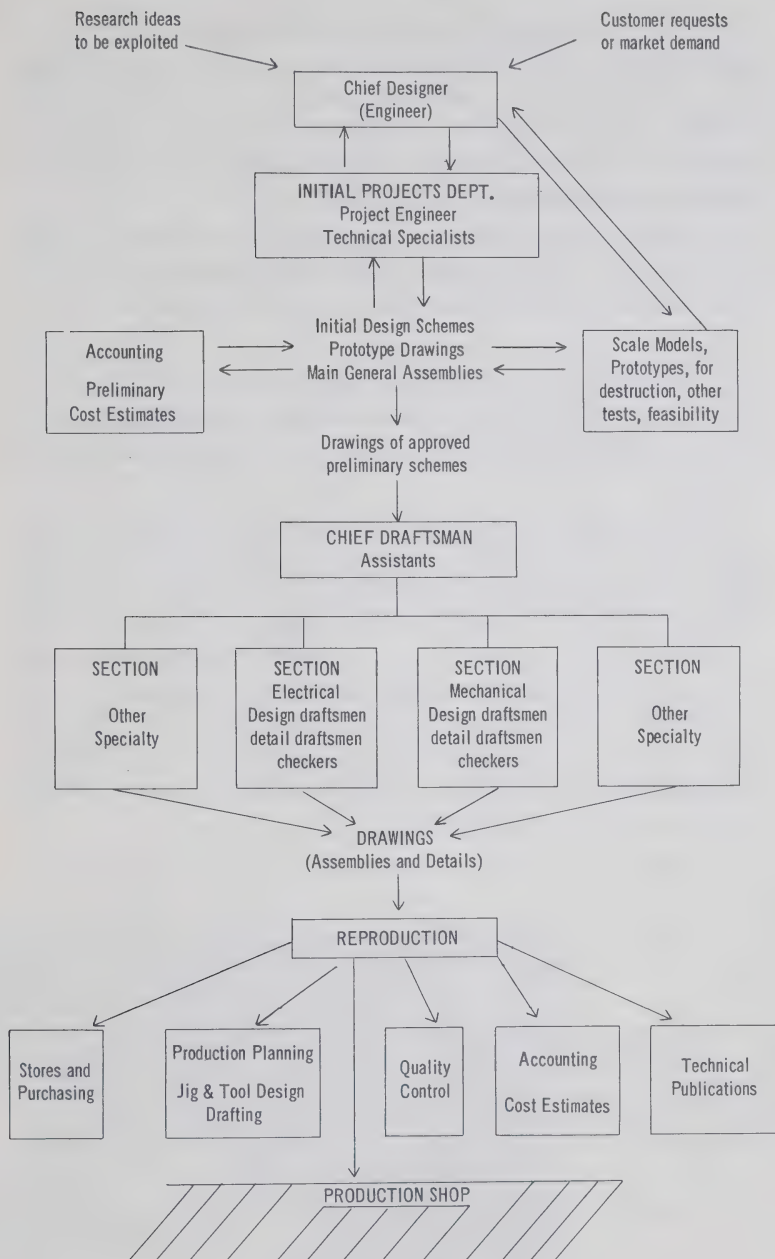 Research ideas
to be exploited
Customer requests
or market demand
Chief Designer
(Engineer)
INITIAL PROJECTS DEPT.
Project Engineer
Technical Specialists
Initial Design Schemes
Prototype Drawings
Main General Assemblies
Accounting
Preliminary
Cost Estimates
Scale Models,
Prototypes, for
destruction, other
tests, feasibility
Drawings of approved
preliminary schemes
CHIEF DRAFTSMAN
Assistants
SECTION
Other
Specialty
SECTION
Electrical
Design draftsmen
detail draftsmen
checkers
SECTION
Mechanical
Design draftsmen
detail draftsmen
checkers
SECTION
Other
Specialty
DRAWINGS
(Assemblies and Details)
REPRODUCTION
Stores and
Purchasing
Production Planning
Jig & Tool Design
Drafting
Quality
Control
Accounting
Cost Estimates
Technical
Publications
PRODUCTION SHOP